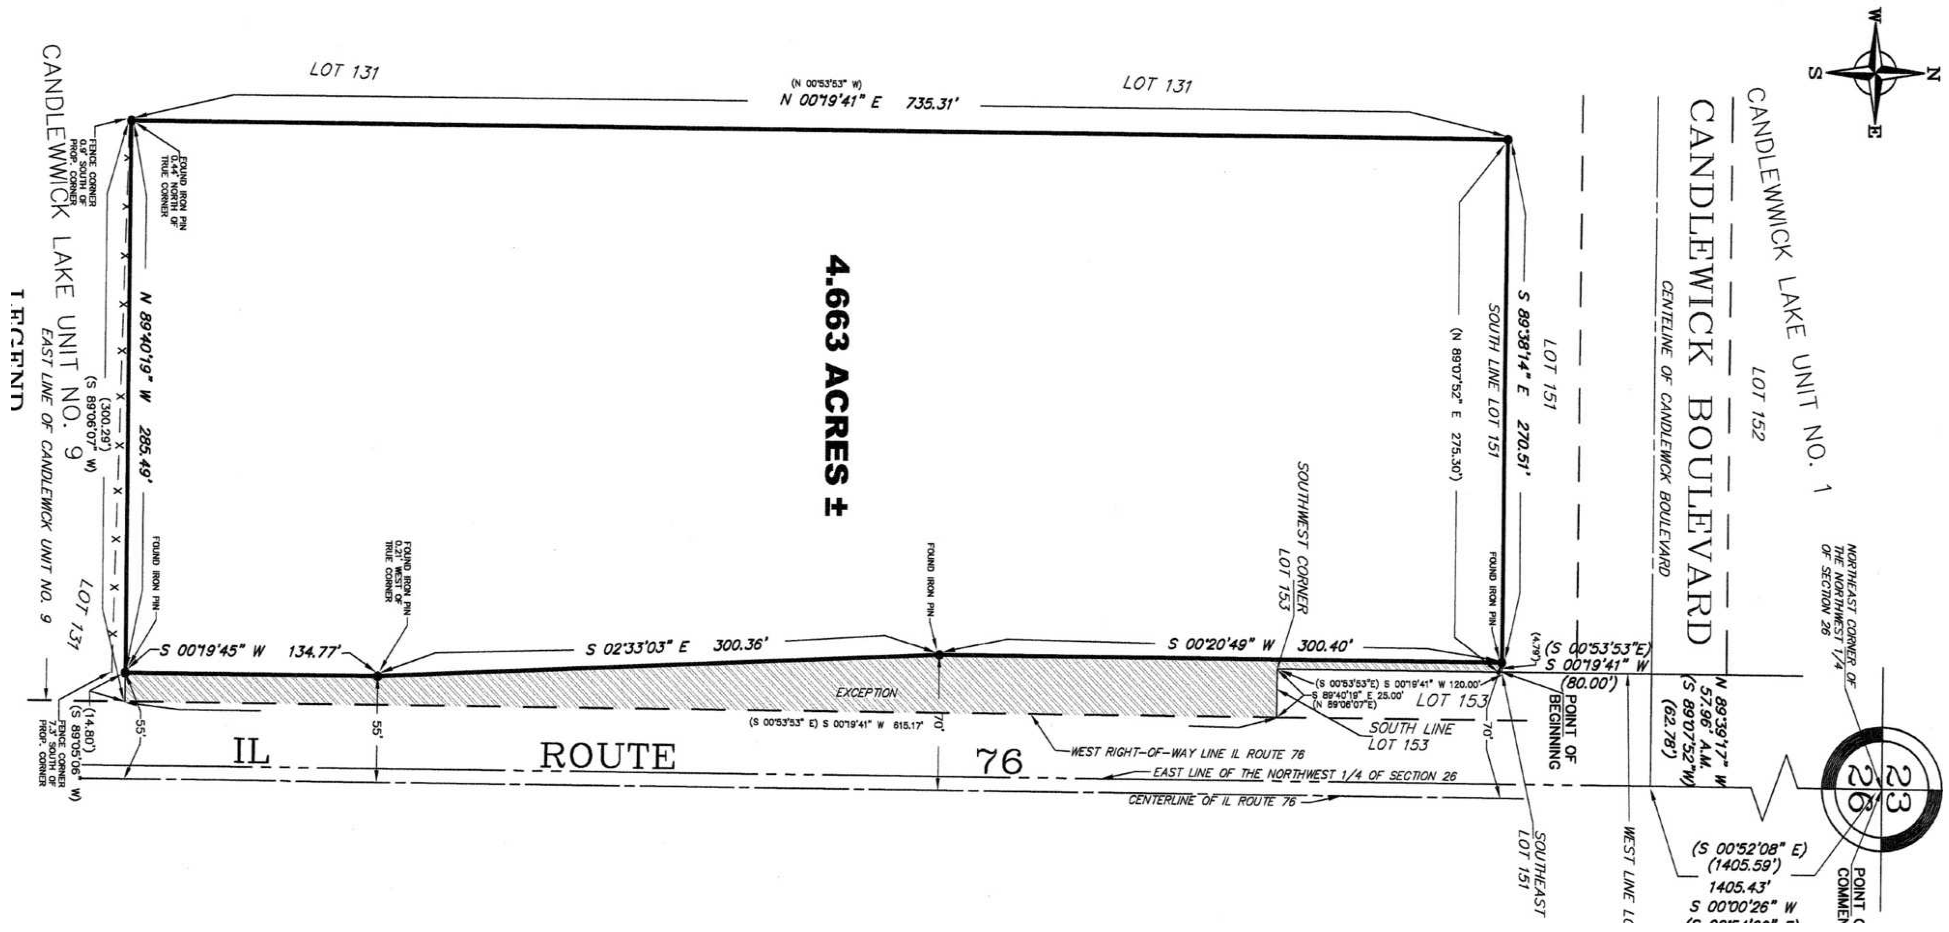 W
N
S
E
LOT 131
(N 00°53'53" W)
N 00°19'41" E 735.31'
LOT 131
CANDLEWWICK LAKE UNIT NO. 1
CANDLEWICK BOULEVARD
CENTELINE OF CANDLEWICK BOULEVARD
LOT 152
LOT 151
S 89°38'14" E 270.51'
SOUTH LINE LOT 151
(N 89°07'52" E 275.30')
CANDLEWWICK LAKE UNIT NO. 9
EAST LINE OF CANDLEWICK UNIT NO. 9
LEGEND
FENCE CORNER
0.9' SOUTH OF
PROP. CORNER
FOUND IRON PIN
0.44' NORTH OF
TRUE CORNER
N 89°40'19" W 285.49'
(300.29')
(S 89°06'07" W)
LOT 131
4.663 ACRES ±
FOUND IRON PIN
FOUND IRON PIN
0.21' WEST OF
TRUE CORNER
FOUND IRON PIN
SOUTHWEST CORNER
LOT 153
FOUND IRON PIN
NORTHEAST CORNER OF
THE NORTHWEST 1/4
OF SECTION 26
S 00°19'45" W 134.77'
S 02°33'03" E 300.36'
S 00°20'49" W 300.40'
(4.79')
(S 00°53'53"E)
S 00°19'41" W
(80.00')
POINT OF
BEGINNING
N 89°39'17" W
57.96' A.M.
(S 89°07'52"W)
(62.78')
EXCEPTION
(S 00°53'53"E) S 00°19'41" W 120.00'
S 89°40'19" E 25.00'
(N 89°06'07"E)
LOT 153
SOUTH LINE
LOT 153
(S 00°53'53" E) S 00°19'41" W 615.17'
55'
55'
70'
70'
(14.80')
(S 89°05'06" W)
FENCE CORNER
7.3' SOUTH OF
PROP. CORNER
IL ROUTE 76
WEST RIGHT-OF-WAY LINE IL ROUTE 76
EAST LINE OF THE NORTHWEST 1/4 OF SECTION 26
CENTERLINE OF IL ROUTE 76
SOUTHEAST
LOT 151
WEST LINE
23
26
(S 00°52'08" E)
(1405.59')
1405.43'
S 00°00'26" W
POINT